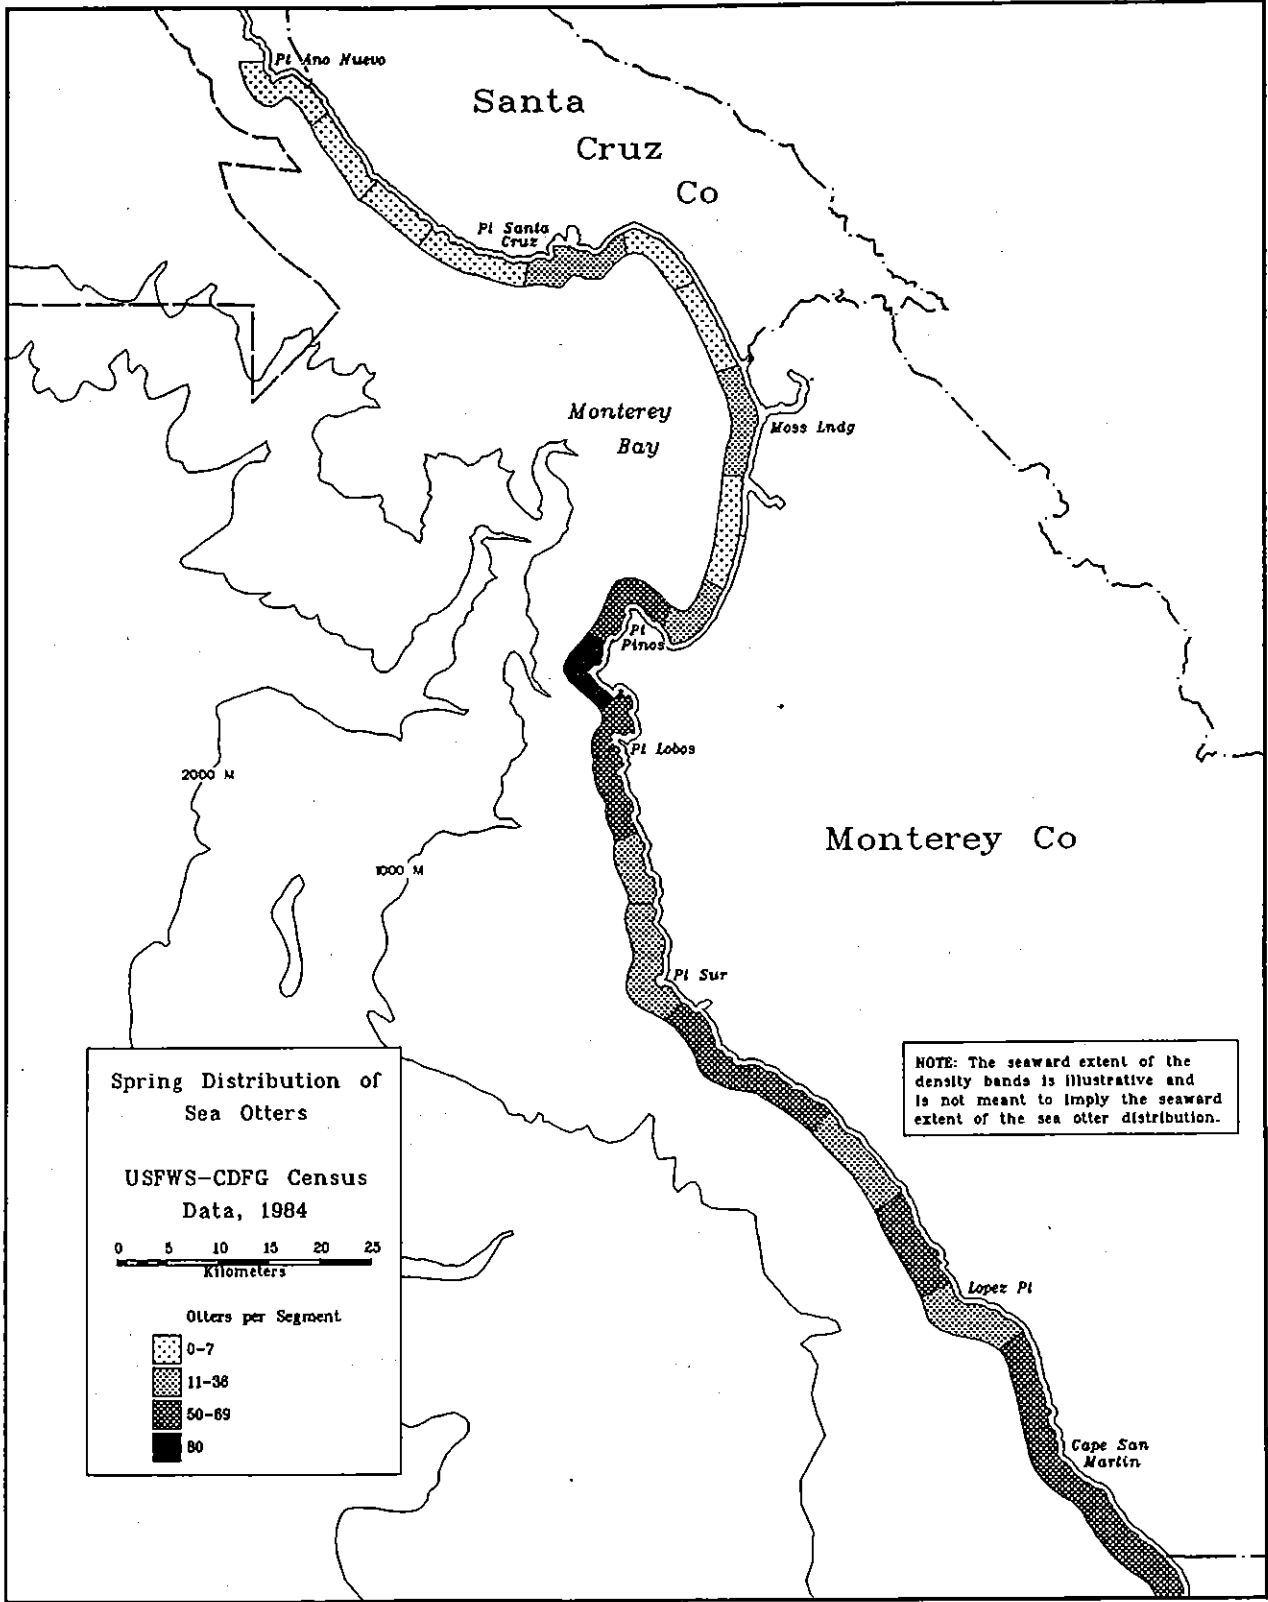 Pt Ano Nuevo
Santa
Cruz
Co
Pt Santa
Cruz
Monterey
Bay
Moss Lndg
Pt
Pinos
Pt Lobos
2000 M
Monterey Co
1000 M
Pt Sur
NOTE: The seaward extent of the
density bands is illustrative and
is not meant to imply the seaward
extent of the sea otter distribution.
Spring Distribution of
Sea Otters
USFWS-CDFG Census
Data, 1984
0 5 10 15 20 25
Kilometers
Otters per Segment
0-7
11-36
50-69
80
Lopez Pt
Cape San
Martin